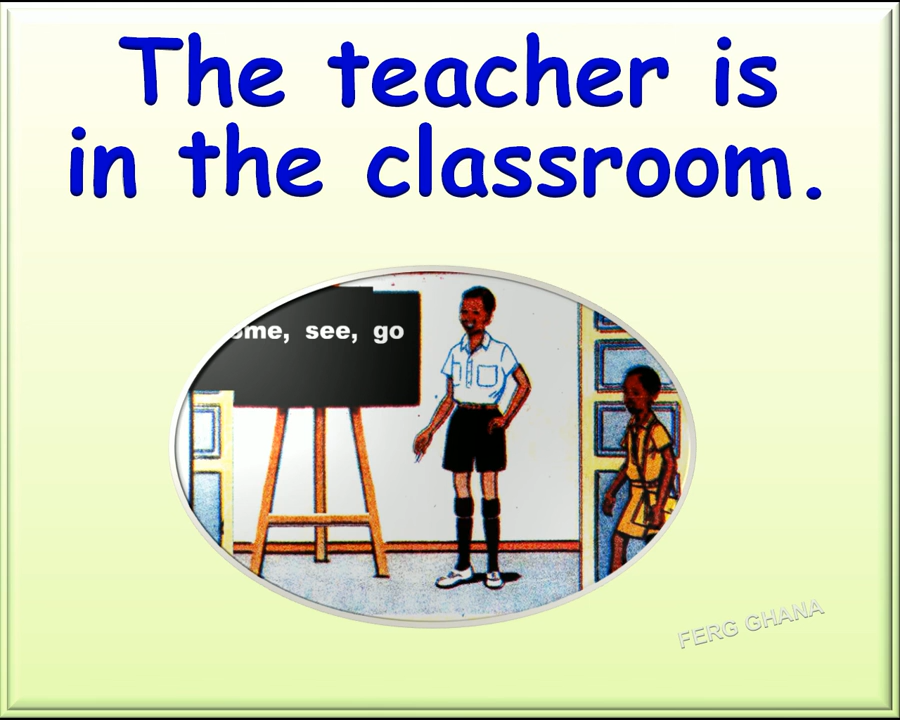 The teacher is
in the classroom.
ome, see, go
FERG GHANA